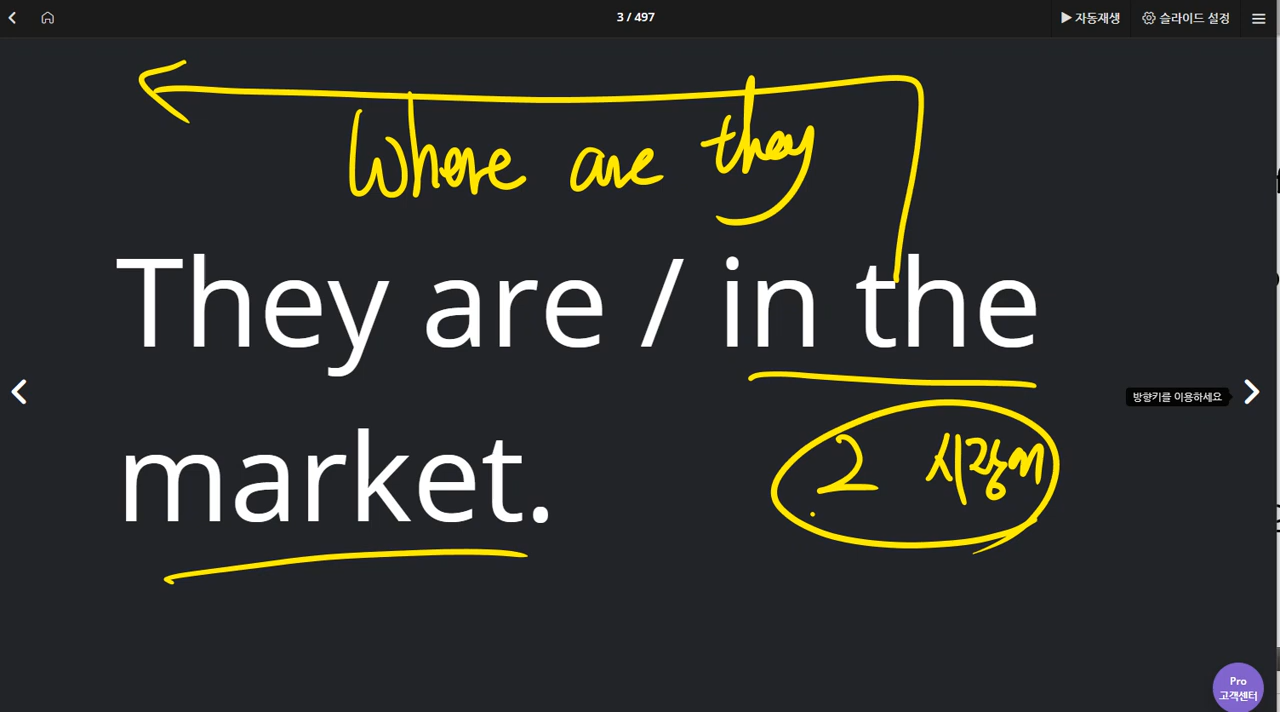 3 / 497
▶ 자동재생
슬라이드 설정
Where are they
They are / in the
market.
방향키를 이용하세요
그 시장에
Pro
고객센터